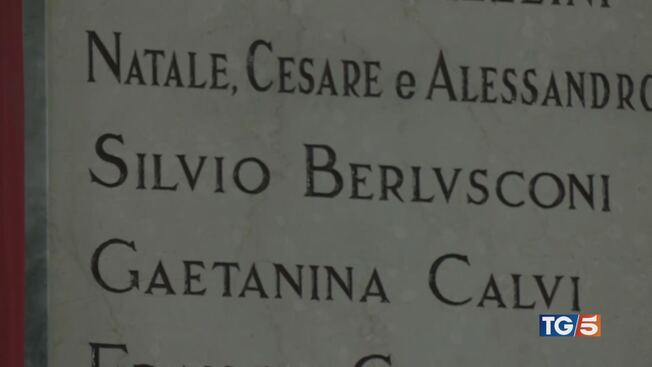 NATALE, CESARE e ALESSANDRO
SILVIO BERLVSCONI
GAETANINA CALVI
TG5